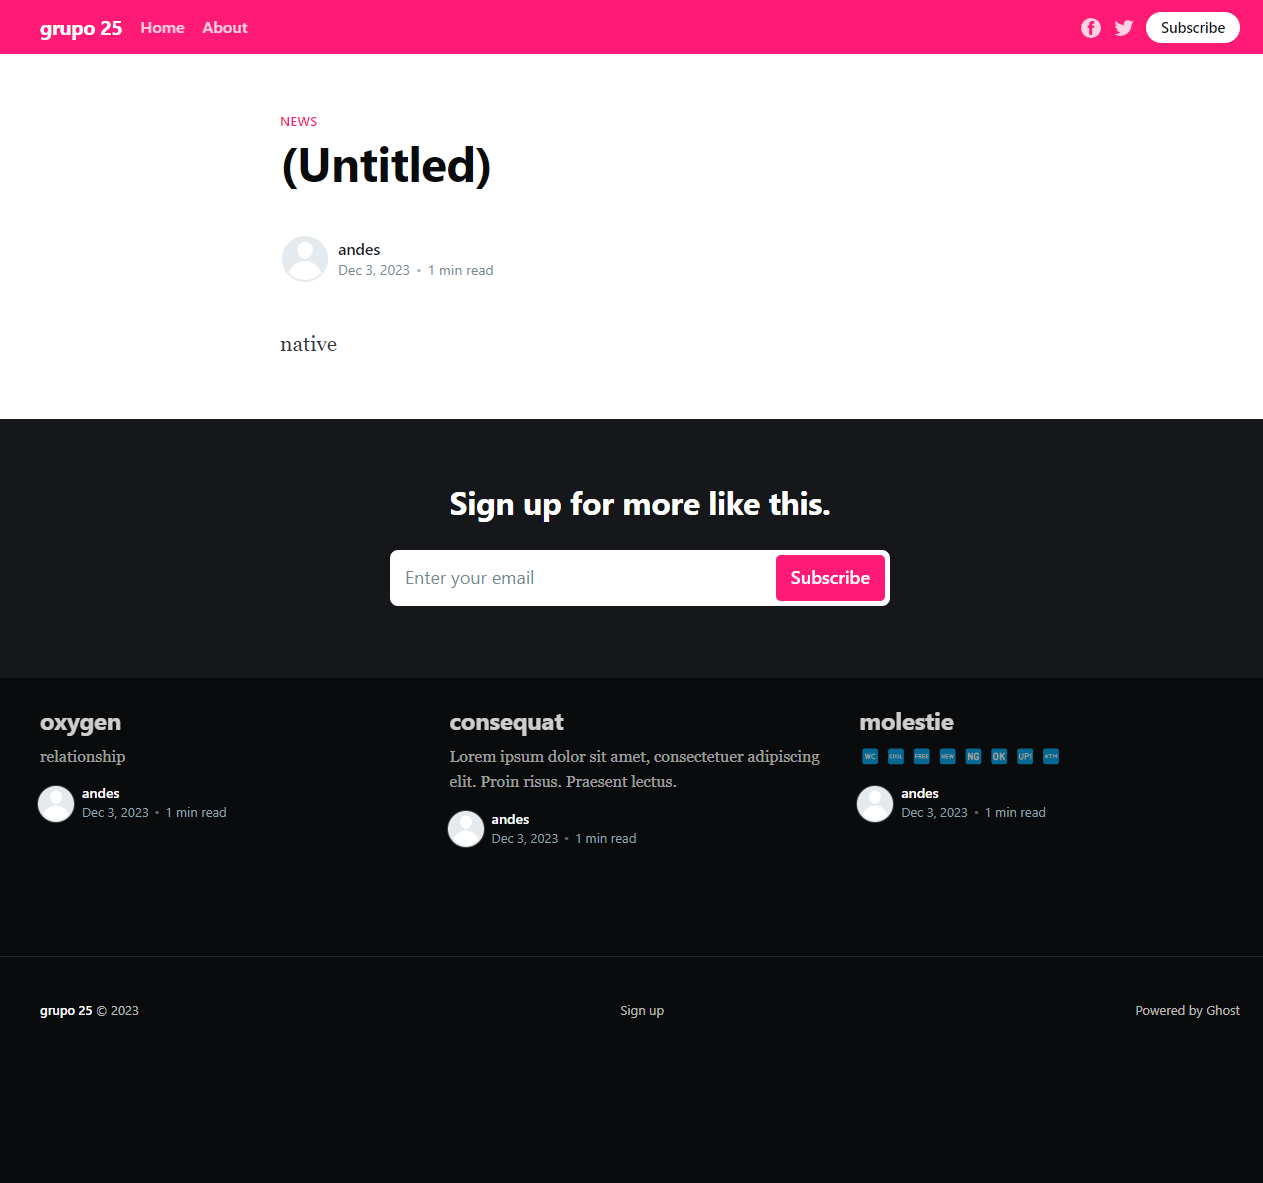 grupo 25 Home About Subscribe
NEWS
(Untitled)
andes
Dec 3, 2023 • 1 min read
native
Sign up for more like this.
Enter your email Subscribe
oxygen
relationship
andes
Dec 3, 2023 • 1 min read
consequat
Lorem ipsum dolor sit amet, consectetuer adipiscing
elit. Proin risus. Praesent lectus.
andes
Dec 3, 2023 • 1 min read
molestie
WC COOL FREE NEW NG OK UP! ATM
andes
Dec 3, 2023 • 1 min read
grupo 25 © 2023 Sign up Powered by Ghost